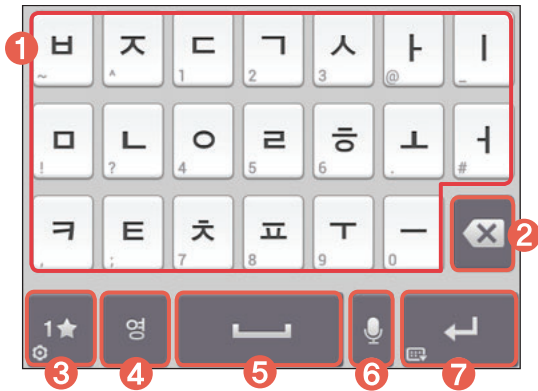 1 ㅂ ㅈ ㄷ ㄱ ㅅ ㅏ ㅣ
~ ^ 1 2 3 @ _
ㅁ ㄴ ㅇ ㄹ ㅎ ㅗ ㅓ
! ? 4 5 6 . #
ㅋ ㅌ ㅊ ㅍ ㅜ ㅡ 2
, ; 7 8 9 0
1★ 영
3 4 5 6 7